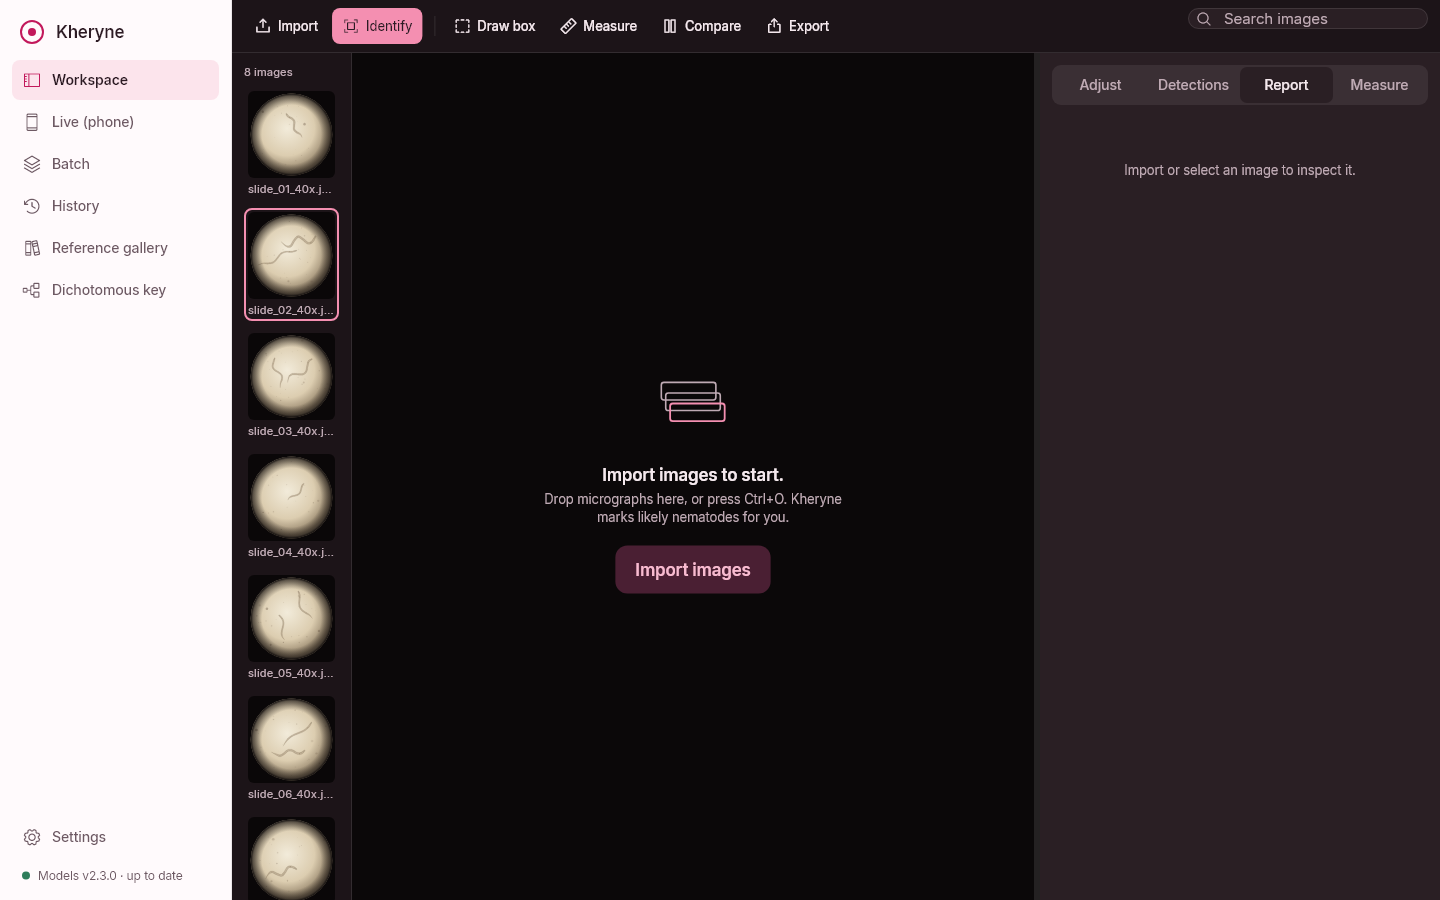 Kheryne
Workspace
Live (phone)
Batch
History
Reference gallery
Dichotomous key
Settings
Models v2.3.0 · up to date
Import
Identify
Draw box
Measure
Compare
Export
Search images
8 images
slide_01_40x.j...
slide_02_40x.j...
slide_03_40x.j...
slide_04_40x.j...
slide_05_40x.j...
slide_06_40x.j...
Import images to start.
Drop micrographs here, or press Ctrl+O. Kheryne
marks likely nematodes for you.
Import images
Adjust
Detections
Report
Measure
Import or select an image to inspect it.